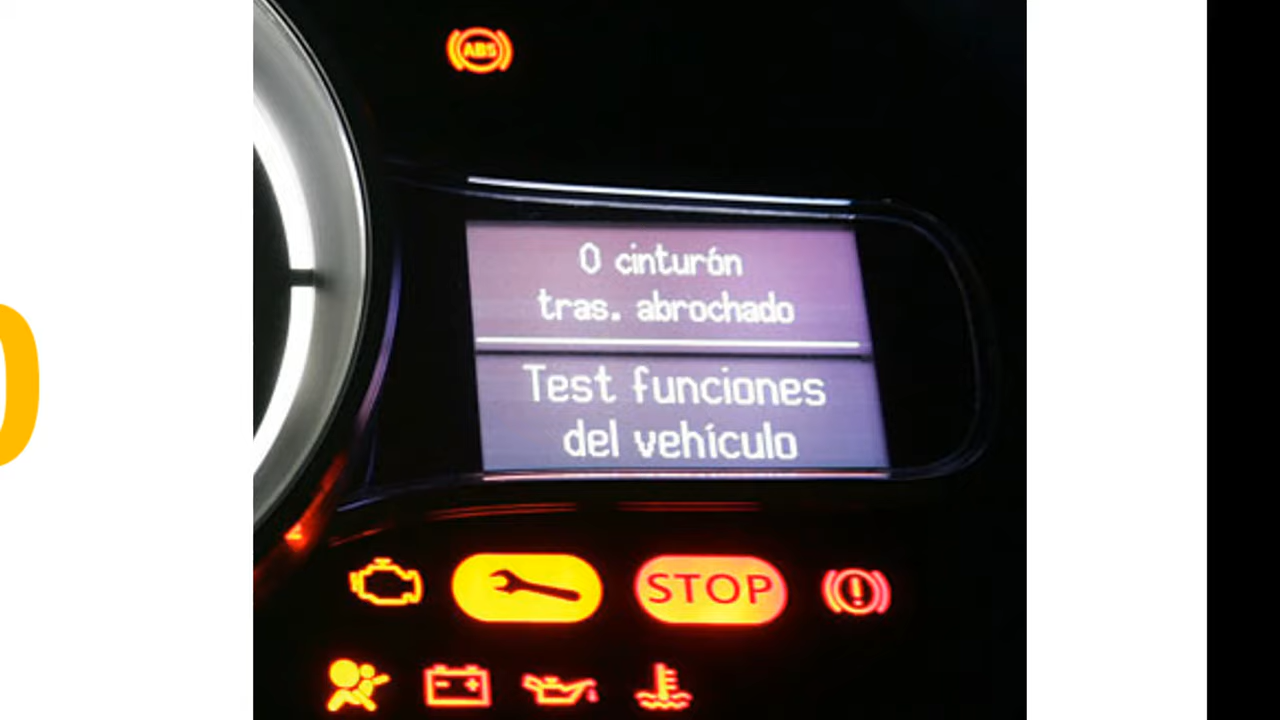 ABS
0 cinturón
tras. abrochado
Test funciones
del vehículo
STOP